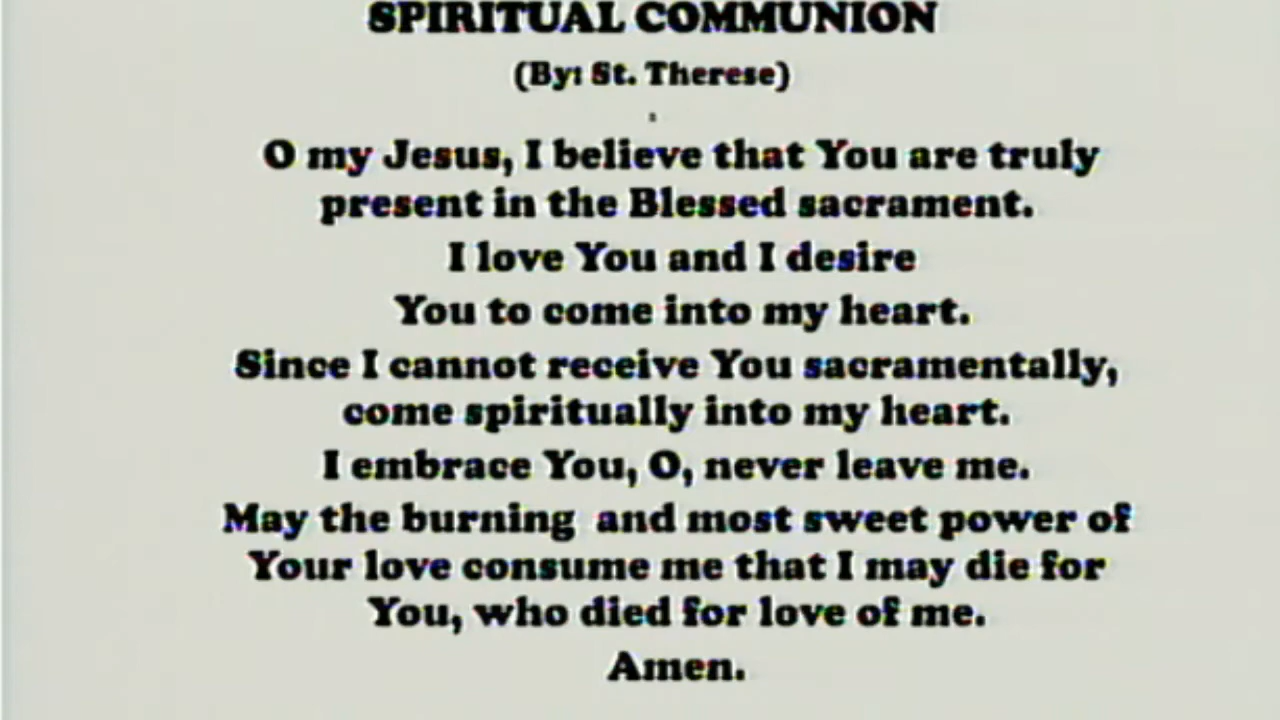 SPIRITUAL COMMUNION
(By: St. Therese)
O my Jesus, I believe that You are truly
present in the Blessed sacrament.
I love You and I desire
You to come into my heart.
Since I cannot receive You sacramentally,
come spiritually into my heart.
I embrace You, O, never leave me.
May the burning and most sweet power of
Your love consume me that I may die for
You, who died for love of me.
Amen.